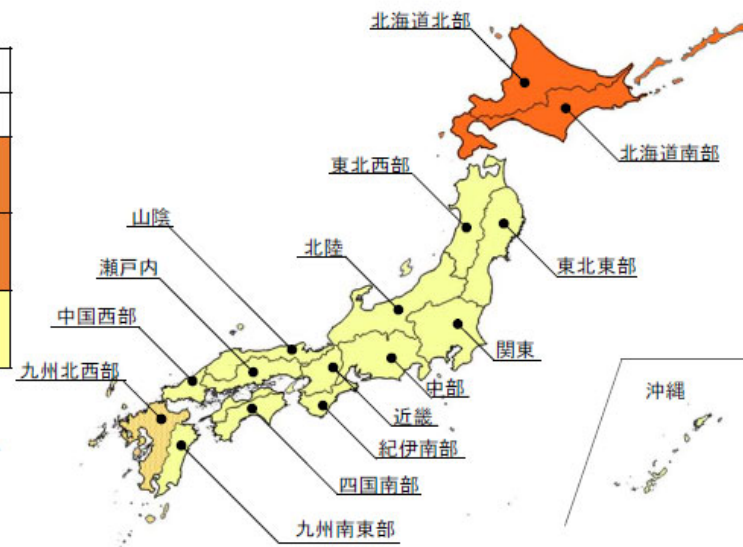 北海道北部
北海道南部
東北西部
山陰
北陸
東北東部
瀬戸内
中国西部
関東
九州北西部
中部
沖縄
近畿
紀伊南部
四国南部
九州南東部